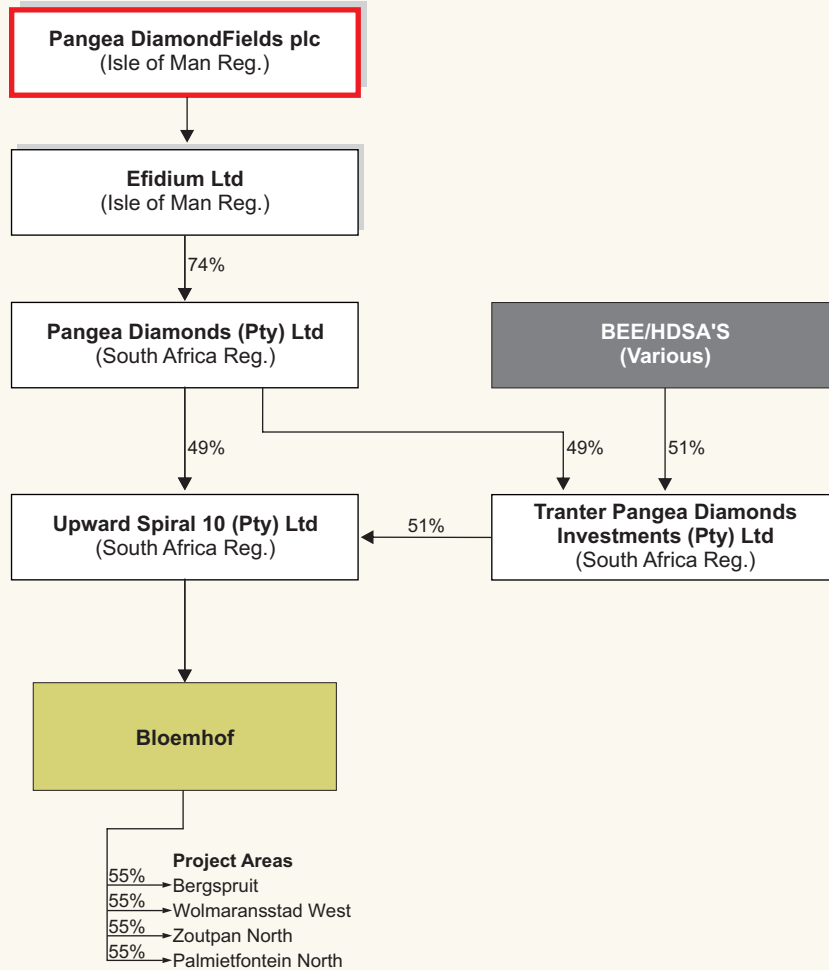 Pangea DiamondFields plc
(Isle of Man Reg.)
Efidium Ltd
(Isle of Man Reg.)
74%
Pangea Diamonds (Pty) Ltd
(South Africa Reg.)
BEE/HDSA'S
(Various)
49%
49%
51%
Upward Spiral 10 (Pty) Ltd
(South Africa Reg.)
51%
Tranter Pangea Diamonds
Investments (Pty) Ltd
(South Africa Reg.)
Bloemhof
Project Areas
55% Bergspruit
55% Wolmaransstad West
55% Zoutpan North
55% Palmietfontein North